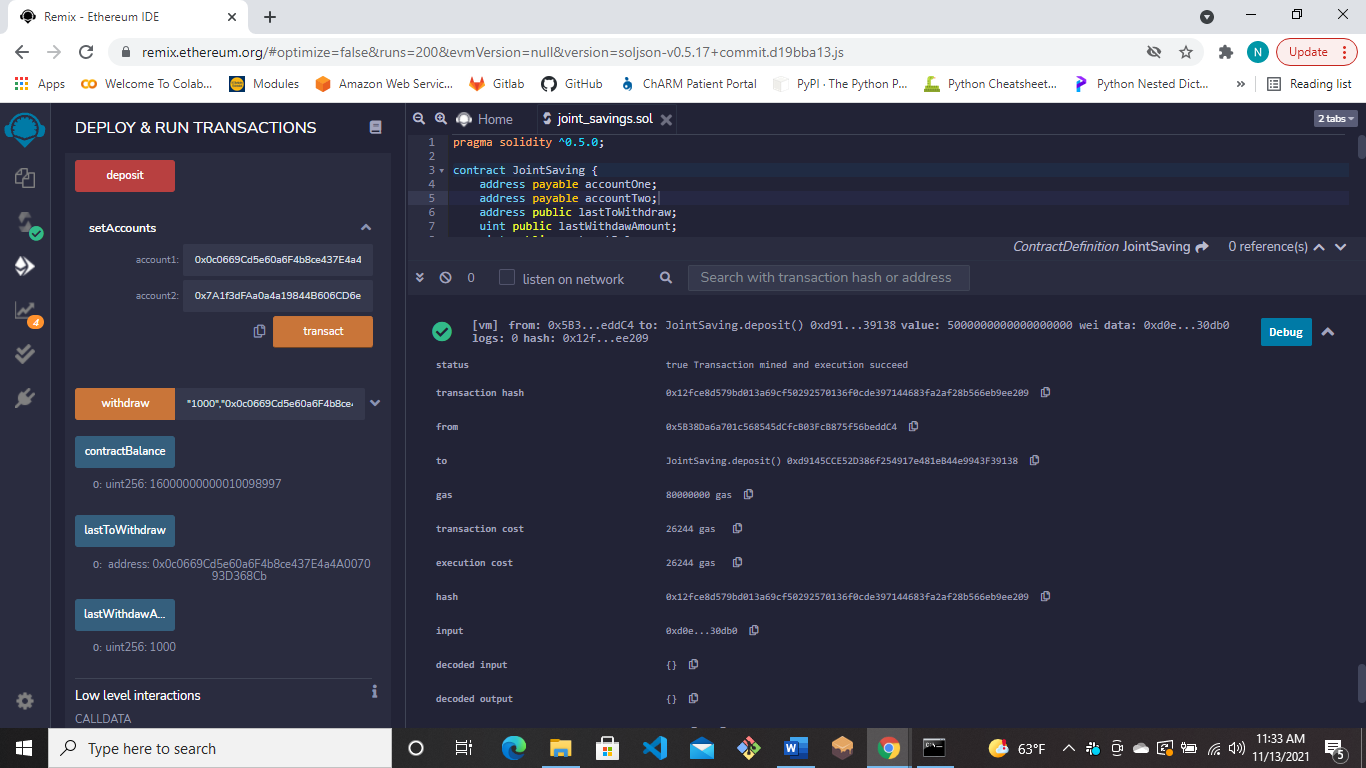 Remix - Ethereum IDE
remix.ethereum.org/#optimize=false&runs=200&evmVersion=null&version=soljson-v0.5.17+commit.d19bba13.js
N
Update
Apps
Welcome To Colab...
Modules
Amazon Web Servic...
Gitlab
GitHub
ChARM Patient Portal
PyPI · The Python P...
Python Cheatsheet...
Python Nested Dict...
»
Reading list
DEPLOY & RUN TRANSACTIONS
deposit
setAccounts
account1: 0x0c0669Cd5e60a6F4b8ce437E4a4
account2: 0x7A1f3dFAa0a4a19844B606CD6e
transact
withdraw "1000","0x0c0669Cd5e60a6F4b8ce4
contractBalance
0: uint256: 16000000000010098997
lastToWithdraw
0: address: 0x0c0669Cd5e60a6F4b8ce437E4a4A0070
93D368Cb
lastWithdawA...
0: uint256: 1000
Low level interactions
CALLDATA
4
Home
joint_savings.sol
2 tabs
1 pragma solidity ^0.5.0;
2
3 contract JointSaving {
4 address payable accountOne;
5 address payable accountTwo;
6 address public lastToWithdraw;
7 uint public lastWithdawAmount;
ContractDefinition JointSaving
0 reference(s)
0
listen on network
Search with transaction hash or address
[vm] from: 0x5B3...eddC4 to: JointSaving.deposit() 0xd91...39138 value: 5000000000000000000 wei data: 0xd0e...30db0
logs: 0 hash: 0x12f...ee209
Debug
status true Transaction mined and execution succeed
transaction hash 0x12fce8d579bd013a69cf50292570136f0cde397144683fa2af28b566eb9ee209
from 0x5B38Da6a701c568545dCfcB03FcB875f56beddC4
to JointSaving.deposit() 0xd9145CCE52D386f254917e481eB44e9943F39138
gas 80000000 gas
transaction cost 26244 gas
execution cost 26244 gas
hash 0x12fce8d579bd013a69cf50292570136f0cde397144683fa2af28b566eb9ee209
input 0xd0e...30db0
decoded input {}
decoded output {}
Type here to search
63°F
11:33 AM
11/13/2021
5